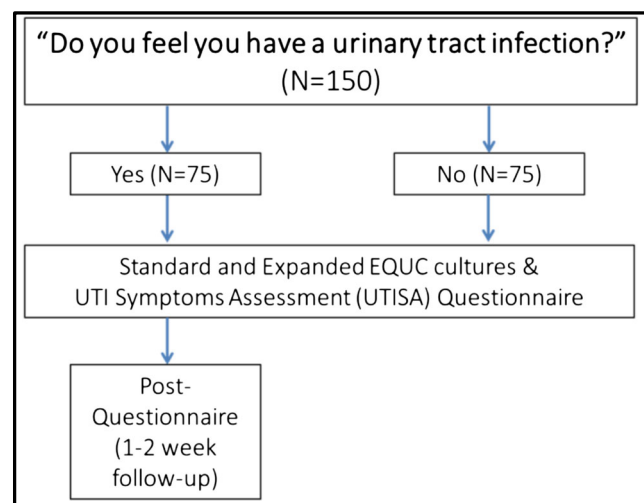 “Do you feel you have a urinary tract infection?”
(N=150)
Yes (N=75)
No (N=75)
Standard and Expanded EQUC cultures &
UTI Symptoms Assessment (UTISA) Questionnaire
Post-
Questionnaire
(1-2 week
follow-up)